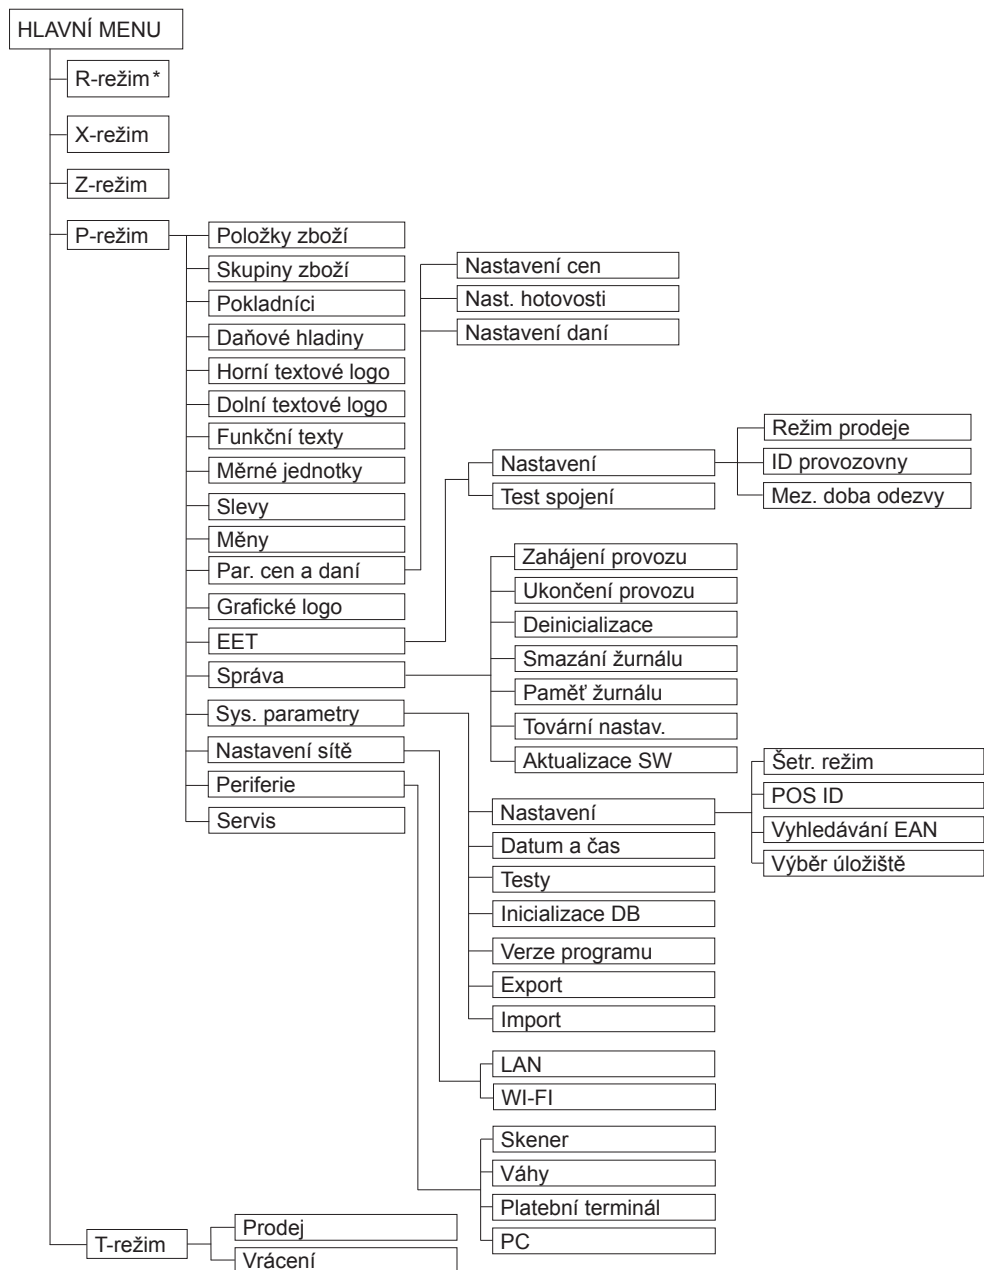 HLAVNÍ MENU
R-režim*
X-režim
Z-režim
P-režim
Položky zboží
Skupiny zboží
Pokladníci
Daňové hladiny
Horní textové logo
Dolní textové logo
Funkční texty
Měrné jednotky
Slevy
Měny
Par. cen a daní
Nastavení cen
Nast. hotovosti
Nastavení daní
Grafické logo
EET
Nastavení
Režim prodeje
ID provozovny
Mez. doba odezvy
Test spojení
Správa
Zahájení provozu
Ukončení provozu
Deinicializace
Smazání žurnálu
Paměť žurnálu
Tovární nastav.
Aktualizace SW
Sys. parametry
Nastavení
Šetr. režim
POS ID
Vyhledávání EAN
Výběr úložiště
Datum a čas
Testy
Inicializace DB
Verze programu
Export
Import
Nastavení sítě
LAN
WI-FI
Periferie
Skener
Váhy
Platební terminál
PC
Servis
T-režim
Prodej
Vrácení